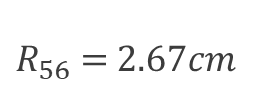 R₅₆ = 2.67cm